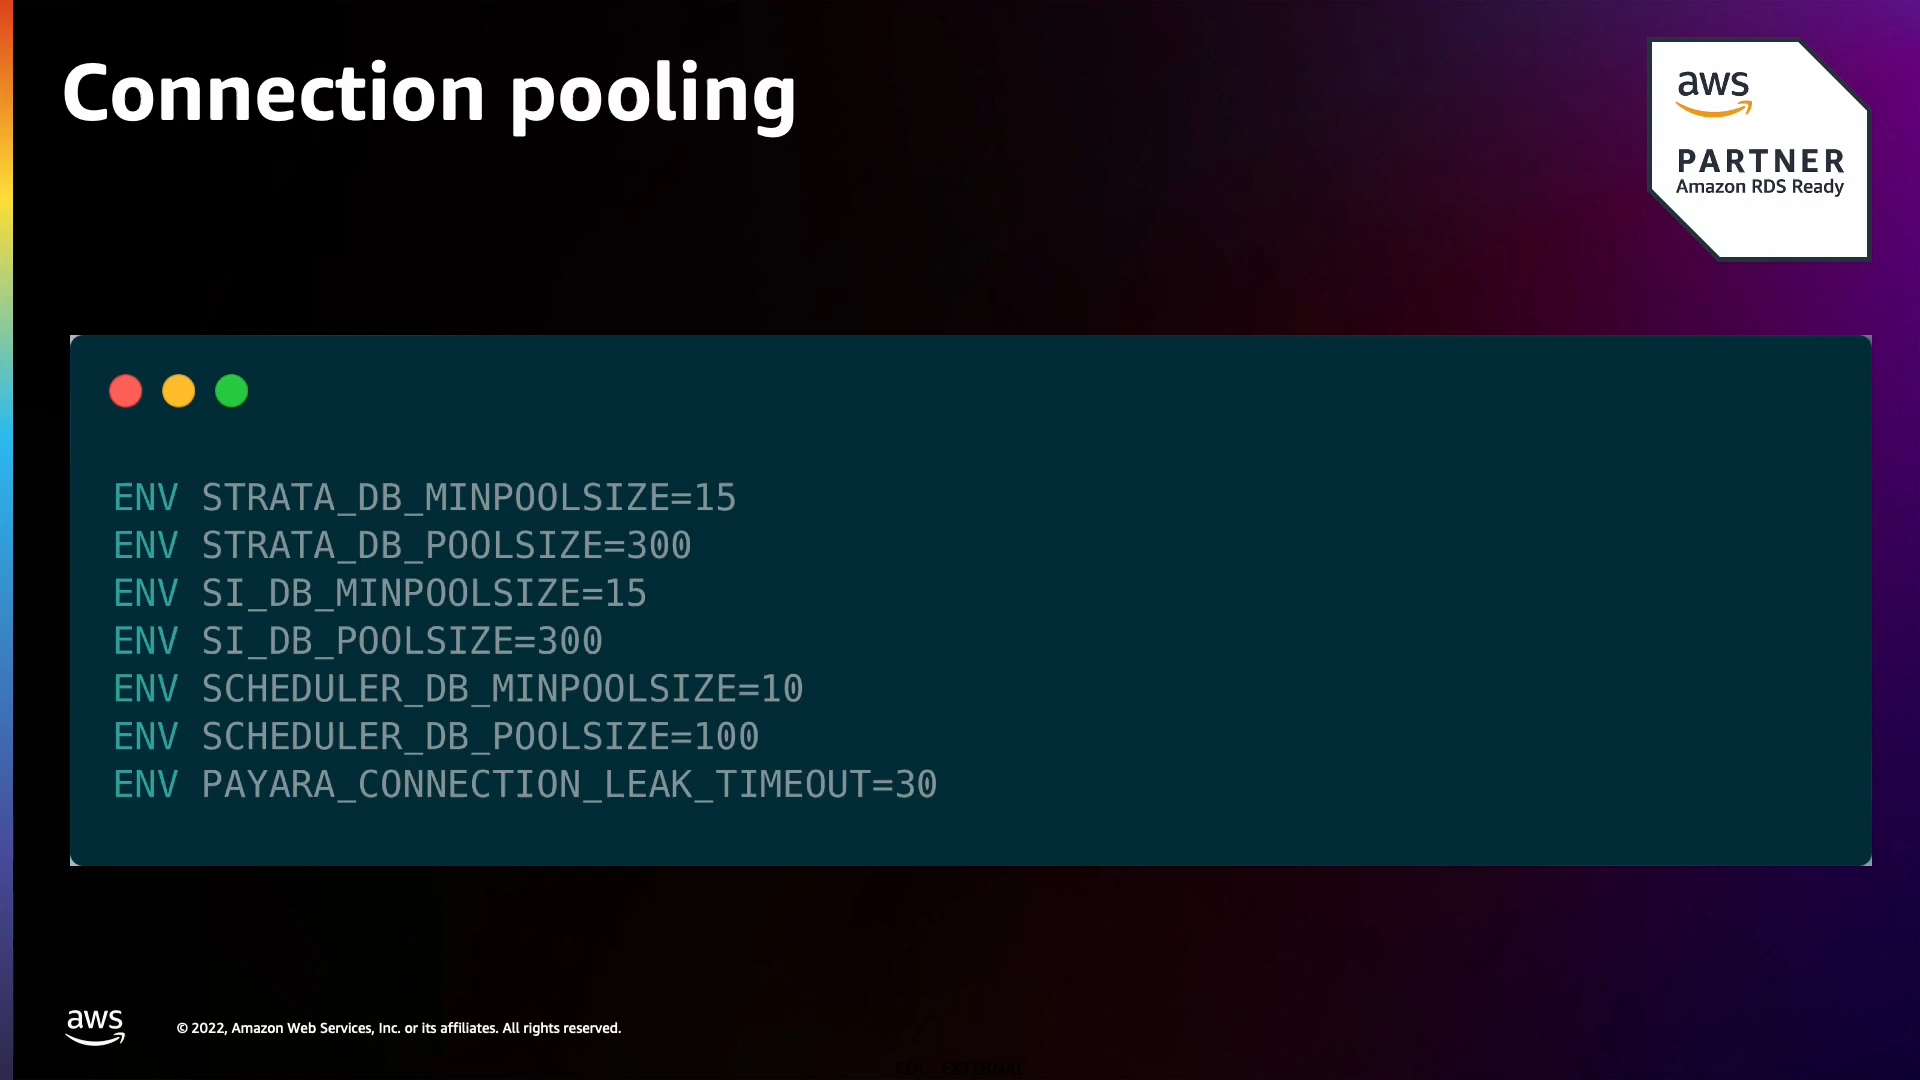 Connection pooling
aws
PARTNER
Amazon RDS Ready
ENV STRATA_DB_MINPOOLSIZE=15
ENV STRATA_DB_POOLSIZE=300
ENV SI_DB_MINPOOLSIZE=15
ENV SI_DB_POOLSIZE=300
ENV SCHEDULER_DB_MINPOOLSIZE=10
ENV SCHEDULER_DB_POOLSIZE=100
ENV PAYARA_CONNECTION_LEAK_TIMEOUT=30
aws
© 2022, Amazon Web Services, Inc. or its affiliates. All rights reserved.